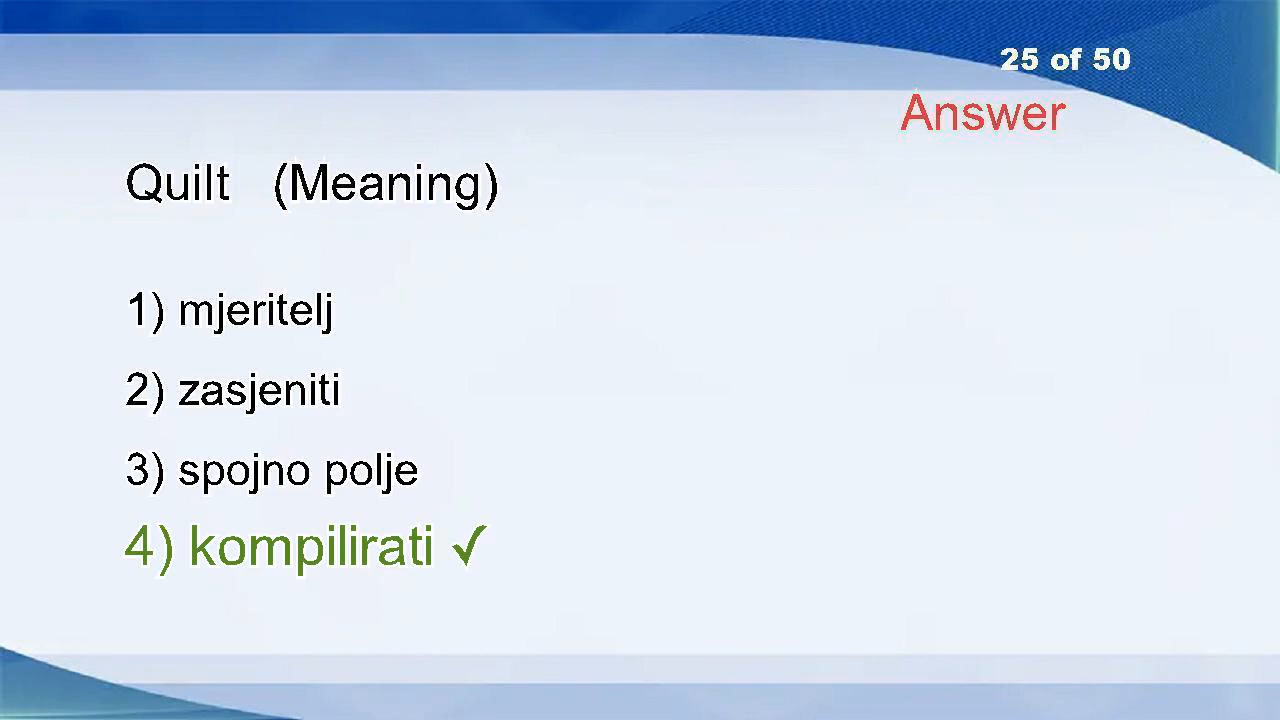 25 of 50
Answer
Quilt (Meaning)
1) mjeritelj
2) zasjeniti
3) spojno polje
4) kompilirati ✓